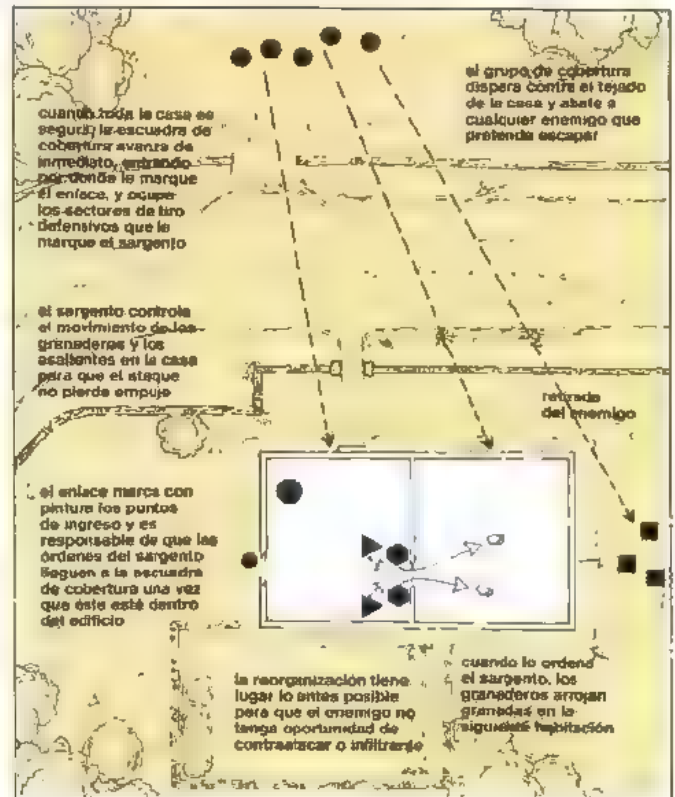 cuando toda la casa es
segura, la escuadra de
cobertura avanza de
inmediato, entrando
por donde le marque
el enlace, y ocupa
los sectores de tiro
defensivos que le
marque el sargento
el grupo de cobertura
dispara contra el tejado
de la casa y abate a
cualquier enemigo que
pretenda escapar
el sargento controla
el movimiento de los
granaderos y los
asaltantes en la casa
para que el ataque
no pierda empuje
retirada
del enemigo
el enlace marca con
pintura los puntos
de ingreso y es
responsable de que las
órdenes del sargento
lleguen a la escuadra
de cobertura una vez
que éste esté dentro
del edificio
la reorganización tiene
lugar lo antes posible
para que el enemigo no
tenga oportunidad de
contraatacar o infiltrarse
cuando lo ordena
el sargento, los
granaderos arrojan
granadas en la
siguiente habitación